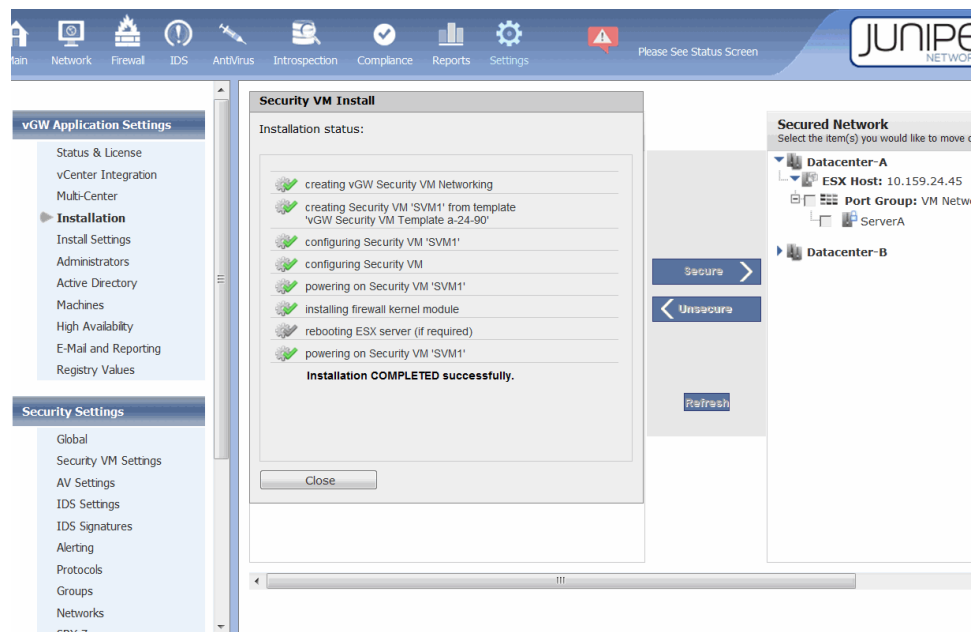 Network
Firewall
IDS
AntiVirus
Introspection
Compliance
Reports
Settings
Please See Status Screen
vGW Application Settings
Status & License
vCenter Integration
Multi-Center
Installation
Install Settings
Administrators
Active Directory
Machines
High Availability
E-Mail and Reporting
Registry Values
Security Settings
Global
Security VM Settings
AV Settings
IDS Settings
IDS Signatures
Alerting
Protocols
Groups
Networks
Security VM Install
Installation status:
creating vGW Security VM Networking
creating Security VM 'SVM1' from template
'vGW Security VM Template a-24-90'
configuring Security VM 'SVM1'
configuring Security VM
powering on Security VM 'SVM1'
installing firewall kernel module
rebooting ESX server (if required)
powering on Security VM 'SVM1'
Installation COMPLETED successfully.
Close
Secure
Unsecure
Refresh
Secured Network
Select the item(s) you would like to move
Datacenter-A
ESX Host: 10.159.24.45
Port Group: VM
ServerA
Datacenter-B